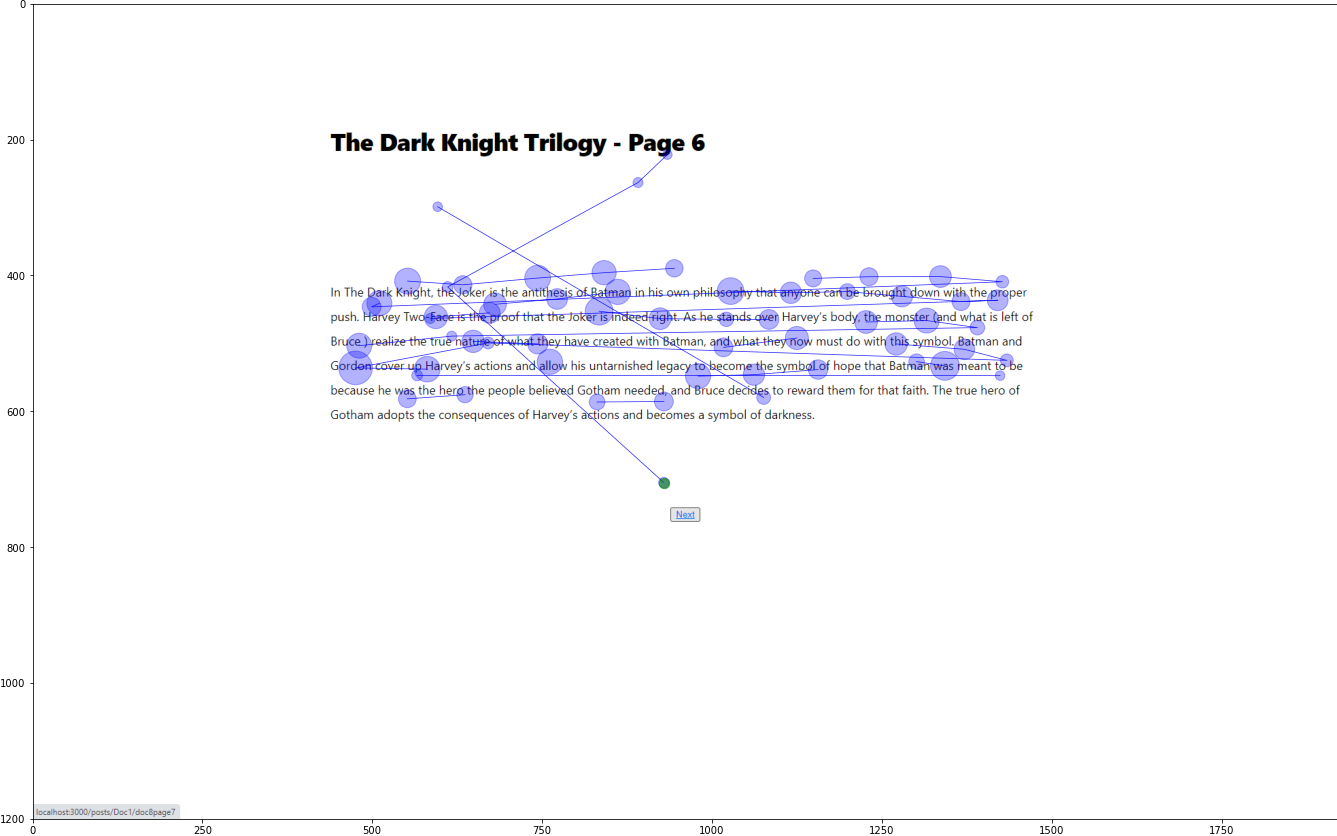 0
200
The Dark Knight Trilogy - Page 6
400
In The Dark Knight, the Joker is the antithesis of Batman in his own philosophy that anyone can be brought down with the proper
push. Harvey Two-Face is the proof that the Joker is indeed right. As he stands over Harvey's body, the monster (and what is left of
Bruce) realize the true nature of what they have created with Batman, and what they now must do with this symbol. Batman and
Gordon cover up Harvey's actions and allow his untarnished legacy to become the symbol of hope that Batman was meant to be
because he was the hero the people believed Gotham needed, and Bruce decides to reward them for that faith. The true hero of
600
Gotham adopts the consequences of Harvey's actions and becomes a symbol of darkness.
Next
800
1000
localhost:3000/posts/Doc1/doc8page7
1200
0 250 500 750 1000 1250 1500 1750